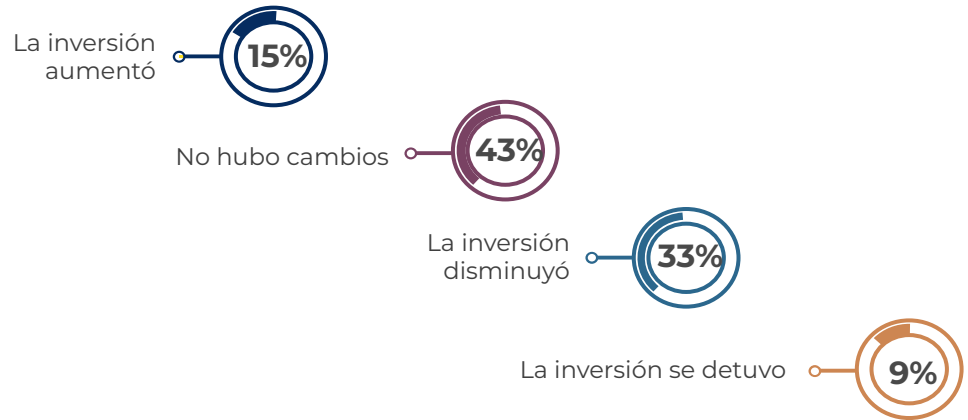 La inversión
aumentó
15%
No hubo cambios
43%
La inversión
disminuyó
33%
La inversión se detuvo
9%